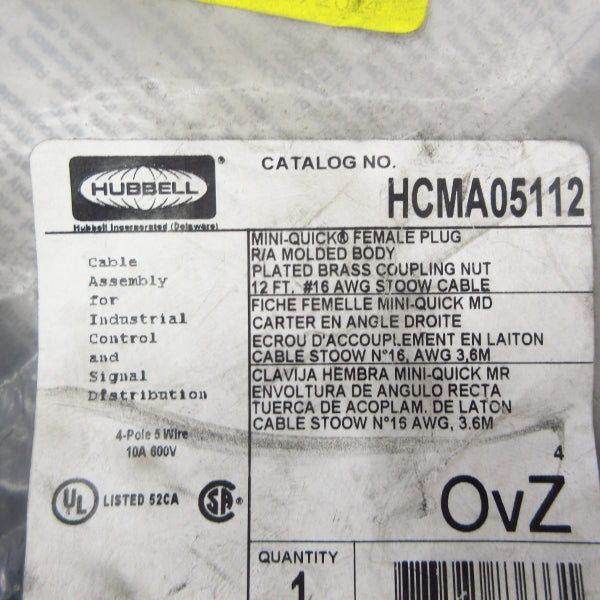 HUBBELL®
Hubbell Incorporated (Delaware)
CATALOG NO.
HCMA05112
Cable
Assembly
for
Industrial
Control
and
Signal
Distribution
4-Pole 5 Wire
10A 600V
UL LISTED 52CA SA®
MINI-QUICK® FEMALE PLUG
R/A MOLDED BODY
PLATED BRASS COUPLING NUT
12 FT. #16 AWG STOOW CABLE
FICHE FEMELLE MINI-QUICK MD
CARTER EN ANGLE DROITE
ECROU D'ACCOUPLEMENT EN LAITON
CABLE STOOW N°16, AWG 3,6M
CLAVIJA HEMBRA MINI-QUICK MR
ENVOLTURA DE ANGULO RECTA
TUERCA DE ACOPLAM. DE LATON
CABLE STOOW N°16 AWG, 3.6M
4
OvZ
QUANTITY
1